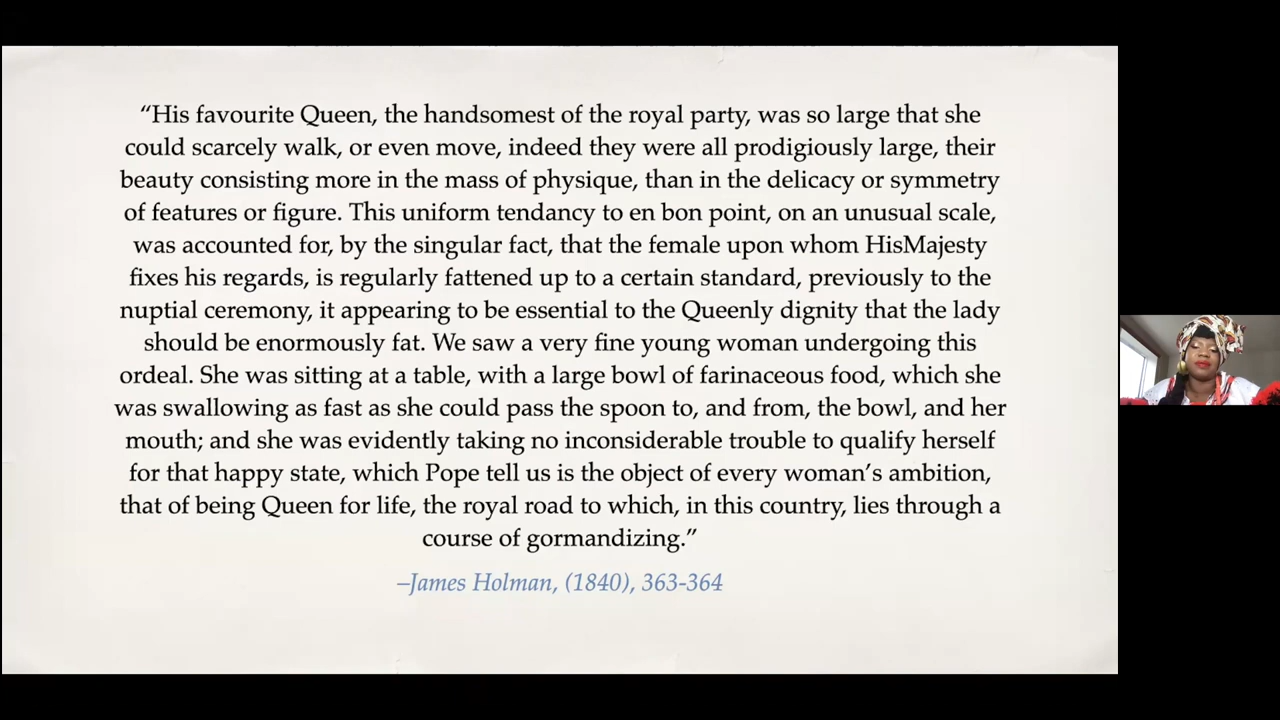 “His favourite Queen, the handsomest of the royal party, was so large that she
could scarcely walk, or even move, indeed they were all prodigiously large, their
beauty consisting more in the mass of physique, than in the delicacy or symmetry
of features or figure. This uniform tendancy to en bon point, on an unusual scale,
was accounted for, by the singular fact, that the female upon whom HisMajesty
fixes his regards, is regularly fattened up to a certain standard, previously to the
nuptial ceremony, it appearing to be essential to the Queenly dignity that the lady
should be enormously fat. We saw a very fine young woman undergoing this
ordeal. She was sitting at a table, with a large bowl of farinaceous food, which she
was swallowing as fast as she could pass the spoon to, and from, the bowl, and her
mouth; and she was evidently taking no inconsiderable trouble to qualify herself
for that happy state, which Pope tell us is the object of every woman’s ambition,
that of being Queen for life, the royal road to which, in this country, lies through a
course of gormandizing.”
–James Holman, (1840), 363-364